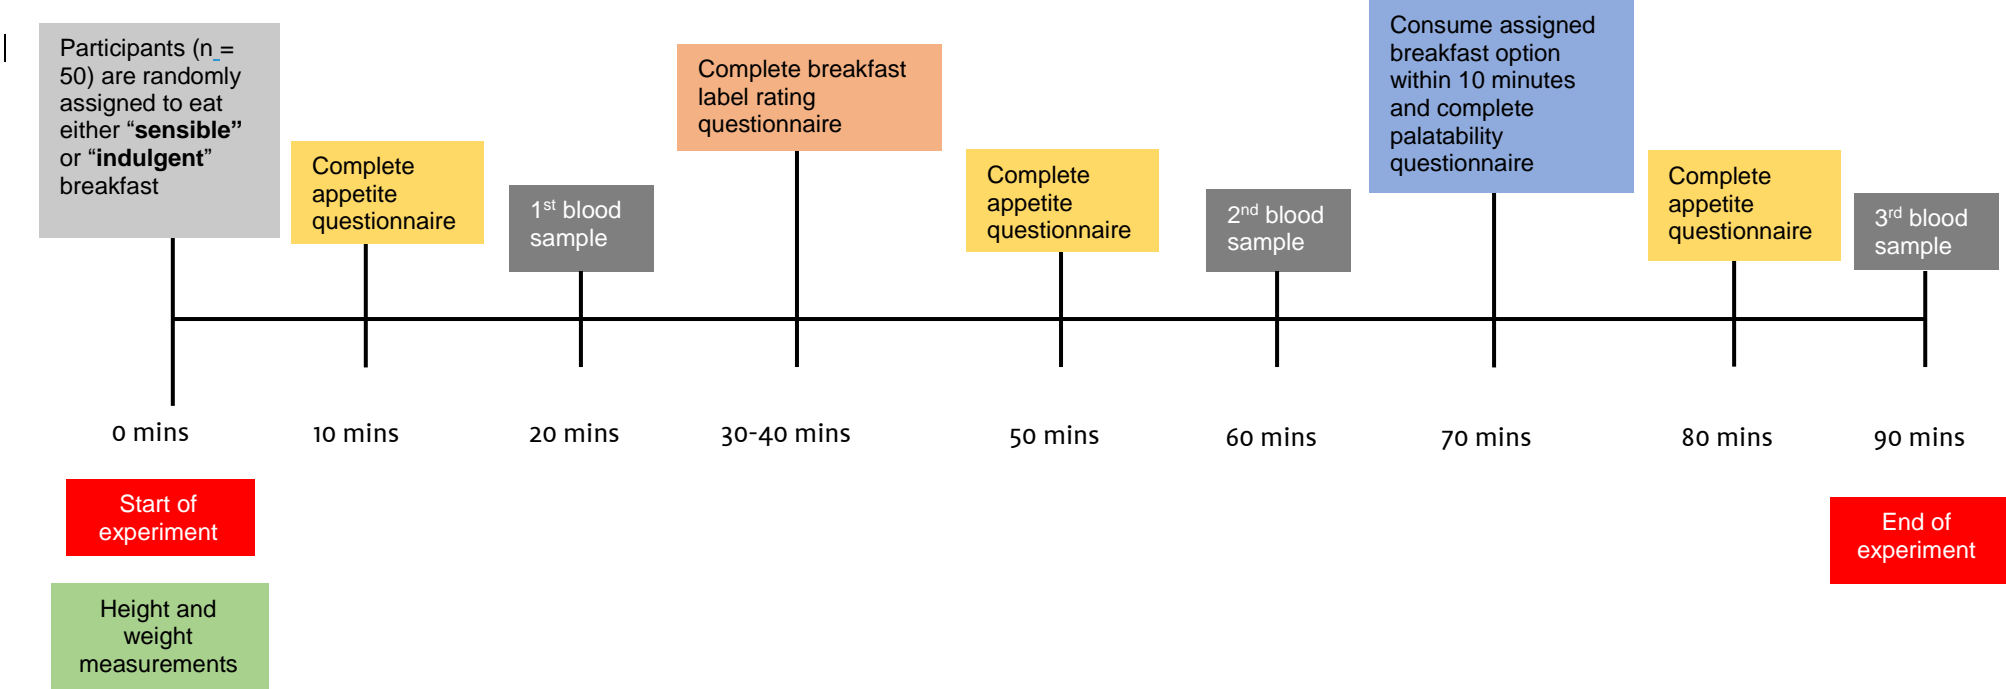 Participants (n =
50) are randomly
assigned to eat
either “sensible”
or “indulgent”
breakfast
Complete
appetite
questionnaire
1st blood
sample
Complete breakfast
label rating
questionnaire
Complete
appetite
questionnaire
2nd blood
sample
Consume assigned
breakfast option
within 10 minutes
and complete
palatability
questionnaire
Complete
appetite
questionnaire
3rd blood
sample
0 mins
10 mins
20 mins
30-40 mins
50 mins
60 mins
70 mins
80 mins
90 mins
Start of
experiment
End of
experiment
Height and
weight
measurements